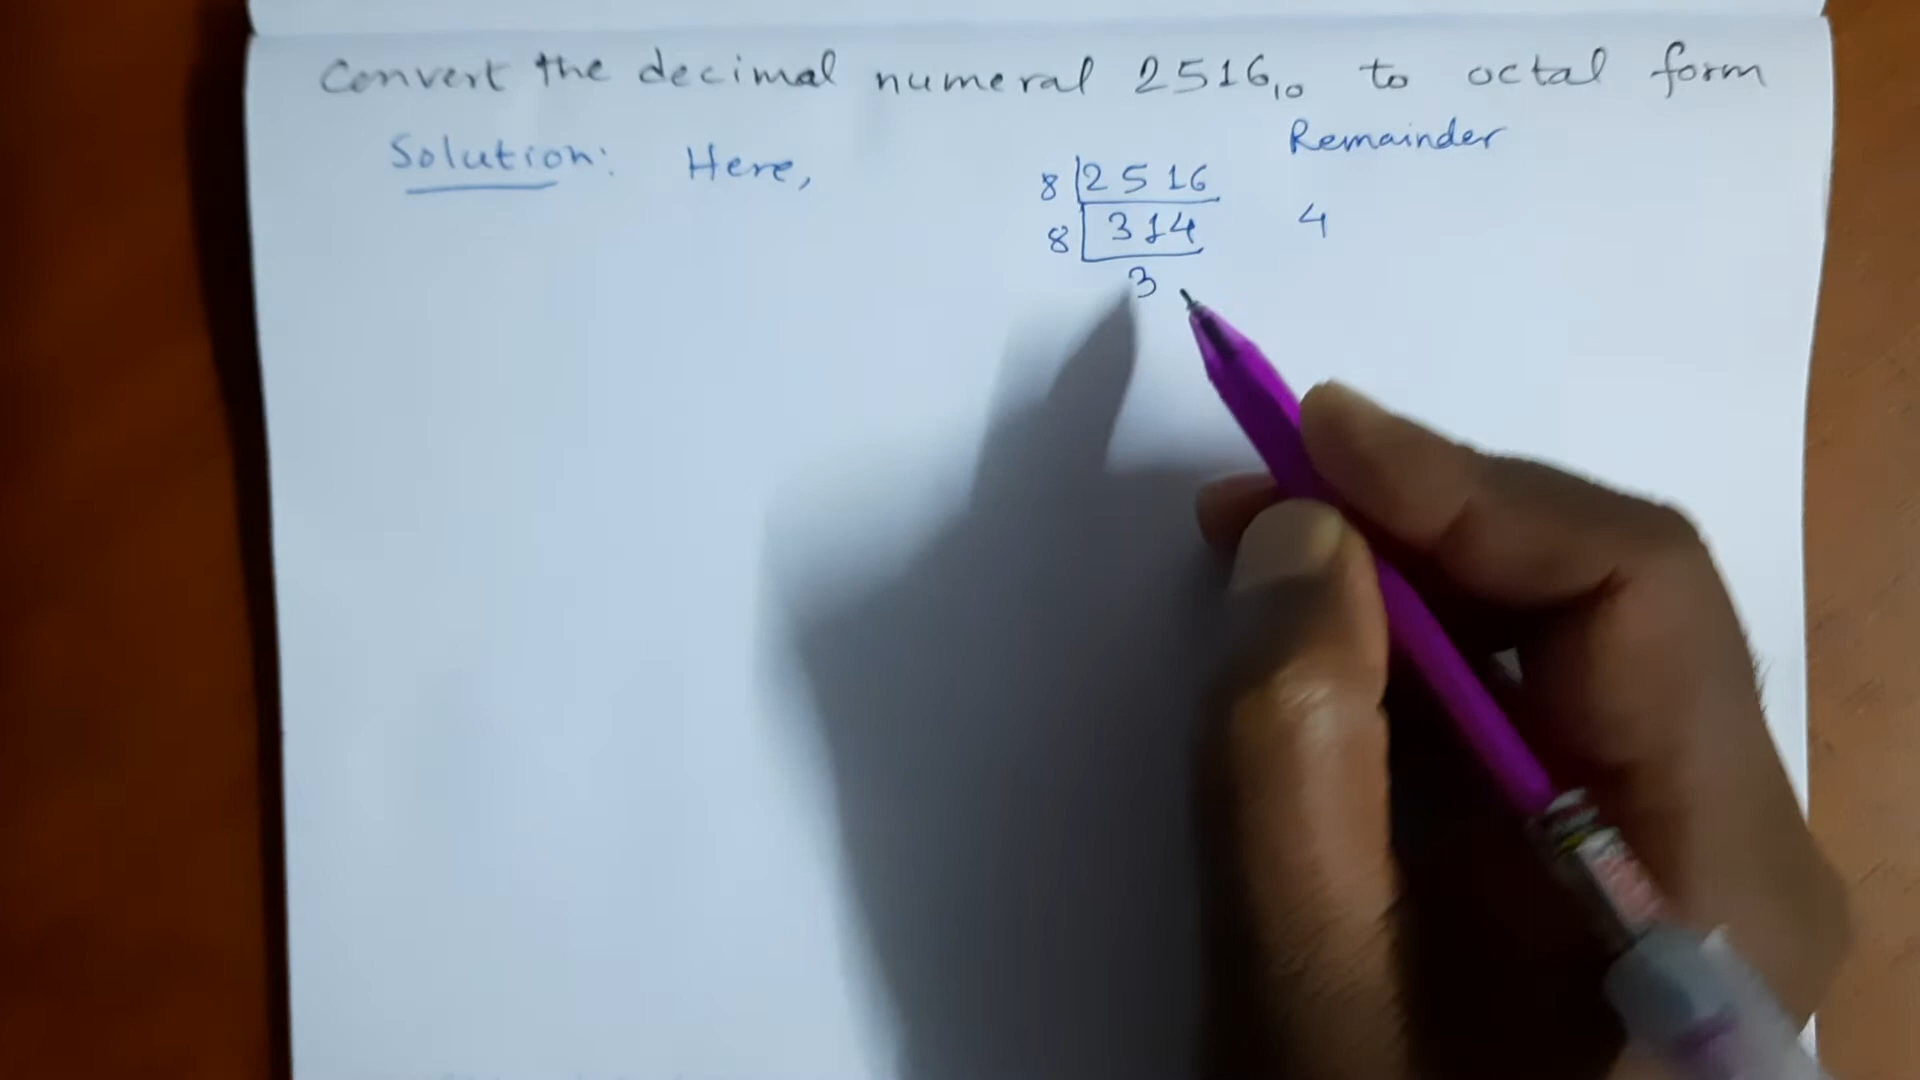 Convert the decimal numeral 2516₁₀ to octal form
Solution: Here,
Remainder
8 2516
8 314 4
3